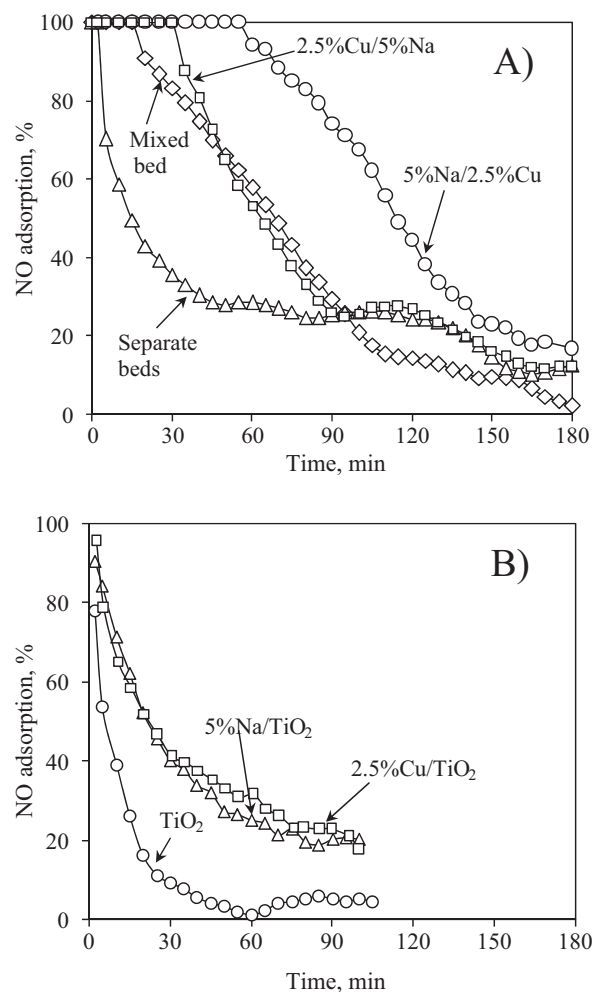 100
80
60
40
20
0
NO adsorption, %
A)
2.5%Cu/5%Na
Mixed
bed
5%Na/2.5%Cu
Separate
beds
0 30 60 90 120 150 180
Time, min
100
80
60
40
20
0
NO adsorption, %
B)
5%Na/TiO₂
2.5%Cu/TiO₂
TiO₂
0 30 60 90 120 150 180
Time, min